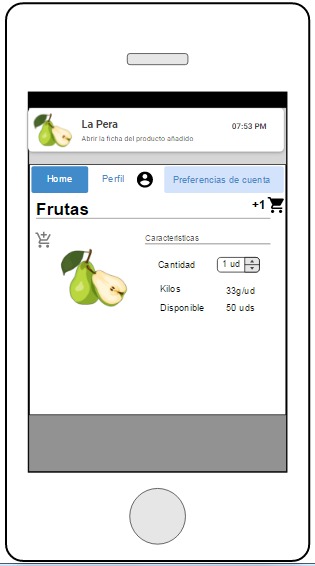 La Pera
07:53 PM
Abrir la ficha del producto añadido
Home
Perfil
Preferencias de cuenta
Frutas
+1
Caracteristicas
Cantidad
1 ud
Kilos
33g/ud
Disponible
50 uds